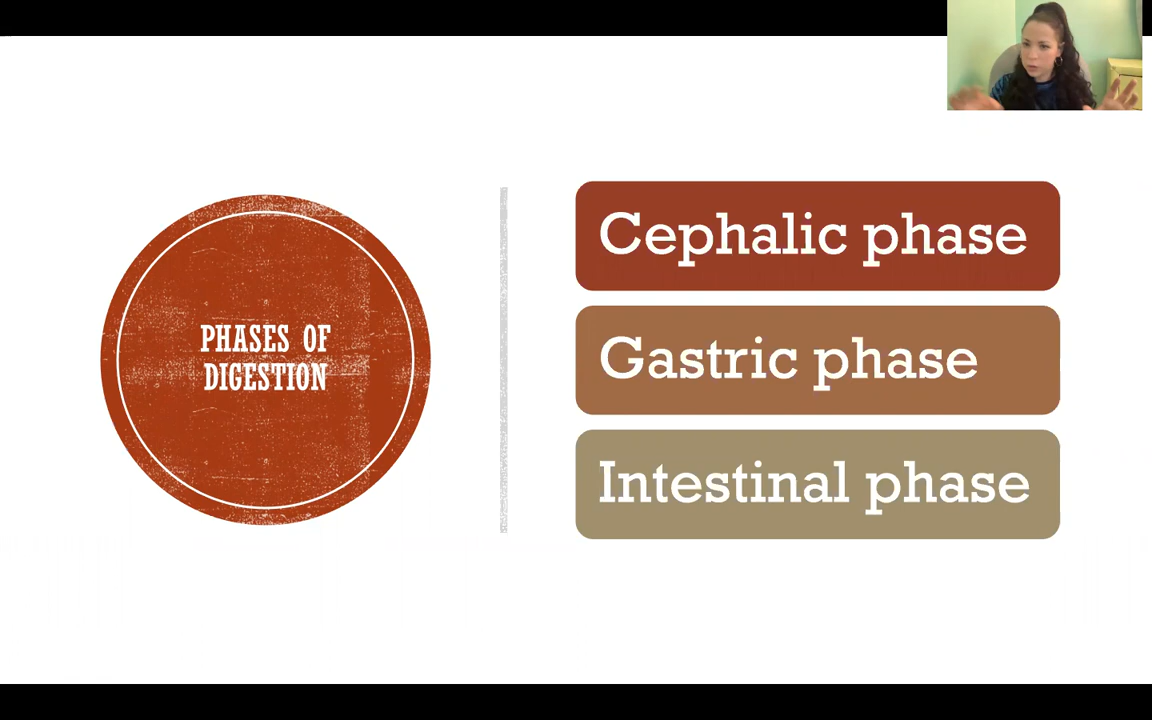 PHASES OF
DIGESTION
Cephalic phase
Gastric phase
Intestinal phase